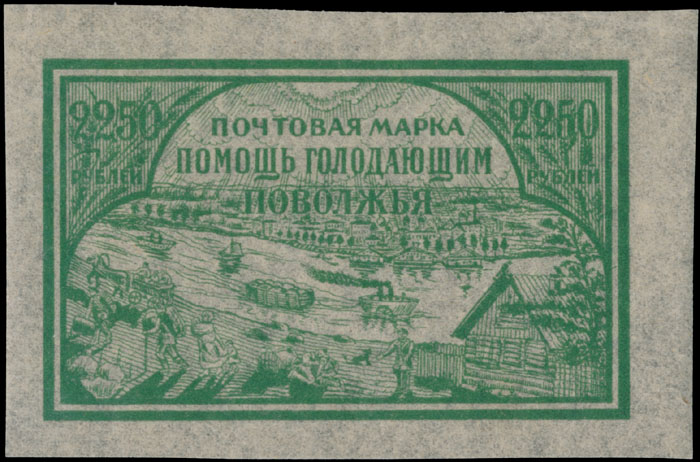 2250 РУБЛЕЙ
ПОЧТОВАЯ МАРКА
ПОМОЩЬ ГОЛОДАЮЩИМ
ПОВОЛЖЬЯ
2250 РУБЛЕЙ